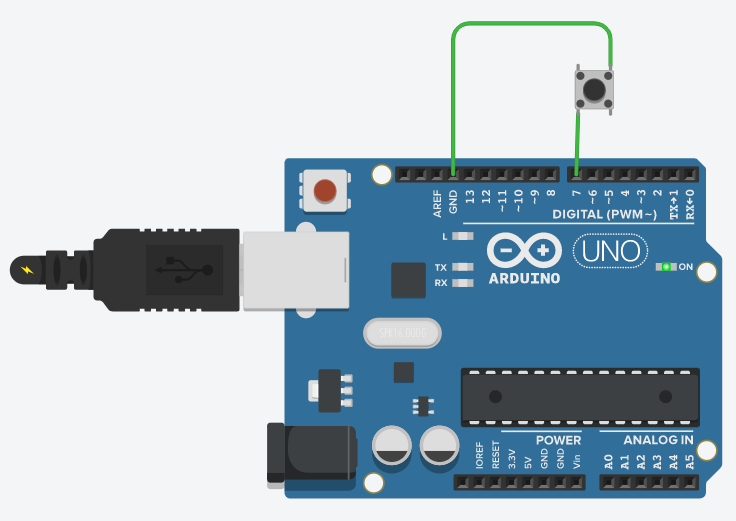 AREF
GND
13
12
~11
~10
~9
8
7
~6
~5
4
~3
2
TX→1
RX←0
DIGITAL (PWM~)
L
TX
RX
ARDUINO
UNO
ON
SPK16.000G
IOREF
RESET
3.3V
5V
GND
GND
Vin
POWER
ANALOG IN
A0
A1
A2
A3
A4
A5